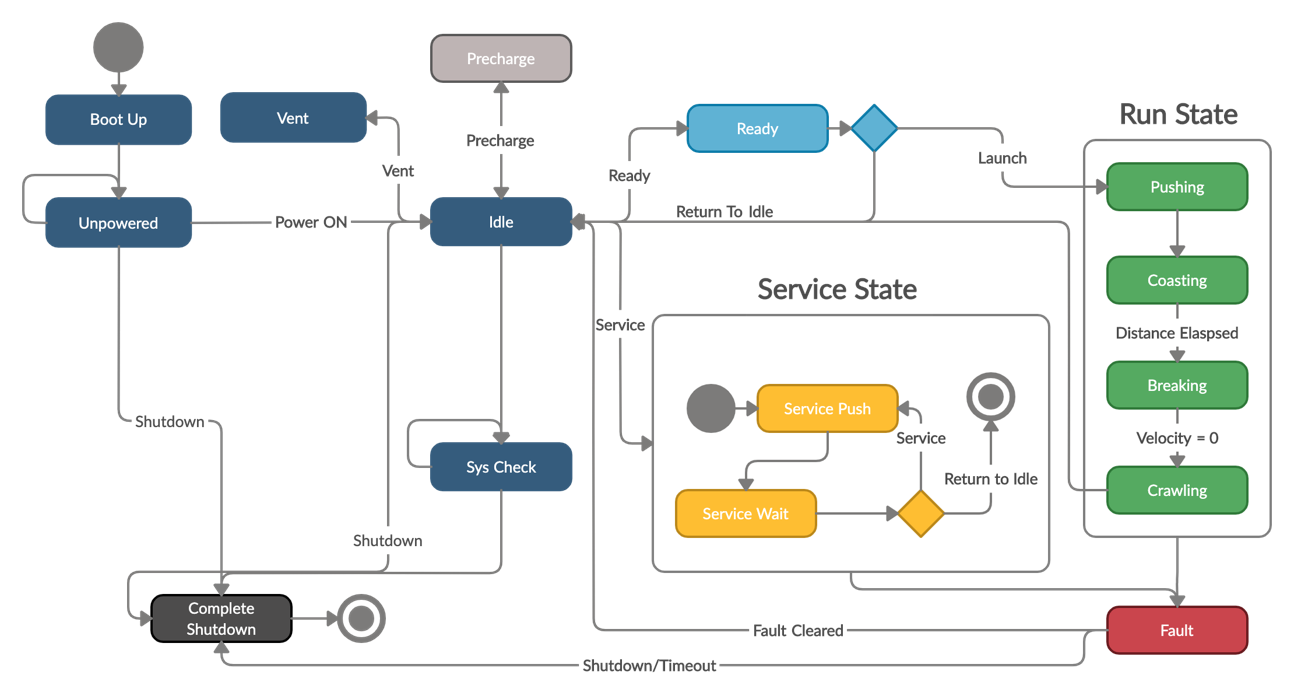 Precharge
Boot Up
Vent
Run State
Ready
Precharge
Launch
Vent
Ready
Pushing
Return To Idle
Unpowered
Power ON
Idle
Coasting
Service State
Service
Distance Elaspsed
Breaking
Service Push
Shutdown
Service
Velocity = 0
Sys Check
Return to Idle
Crawling
Service Wait
Shutdown
Complete
Shutdown
Fault Cleared
Fault
Shutdown/Timeout